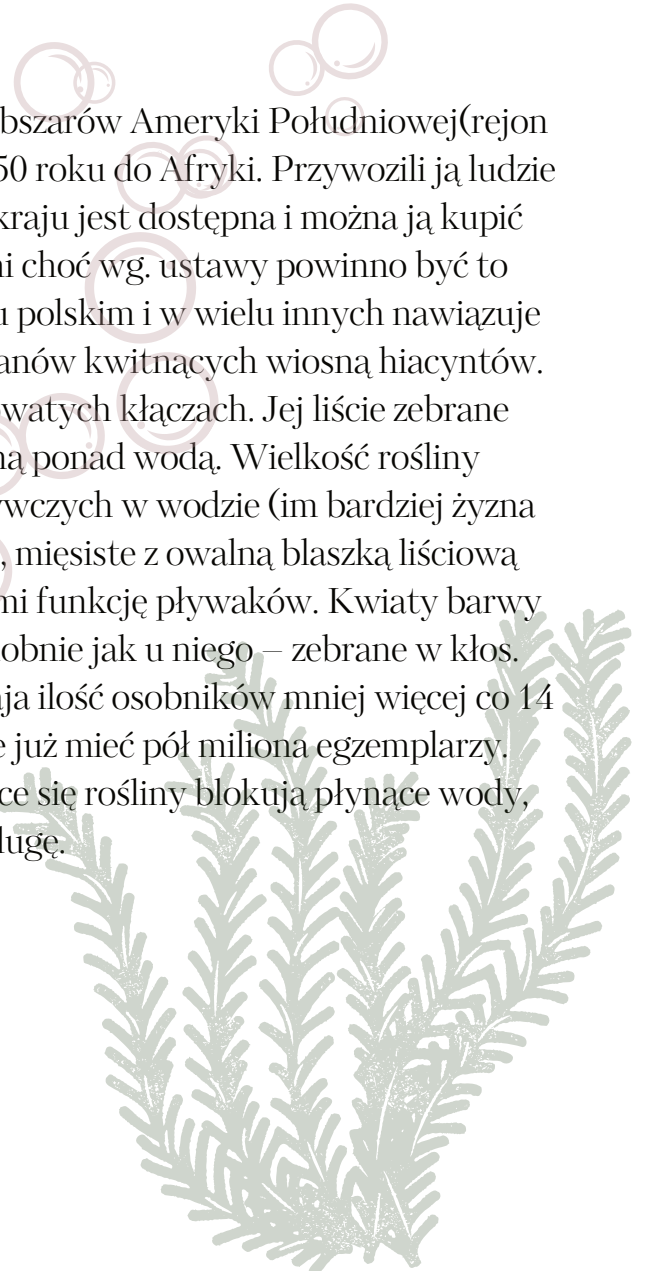 bszarów Ameryki Południowej(rejon
50 roku do Afryki. Przywozili ją ludzie
kraju jest dostępna i można ją kupić
ni choć wg. ustawy powinno być to
u polskim i w wielu innych nawiązuje
anów kwitnących wiosną hiacyntów.
owatych kłączach. Jej liście zebrane
ną ponad wodą. Wielkość rośliny
ywczych w wodzie (im bardziej żyzna
, mięsiste z owalną blaszką liściową
mi funkcję pływaków. Kwiaty barwy
obnie jak u niego – zebrane w kłos.
aja ilość osobników mniej więcej co 14
e już mieć pół miliona egzemplarzy.
ce się rośliny blokują płynące wody,
lugę.